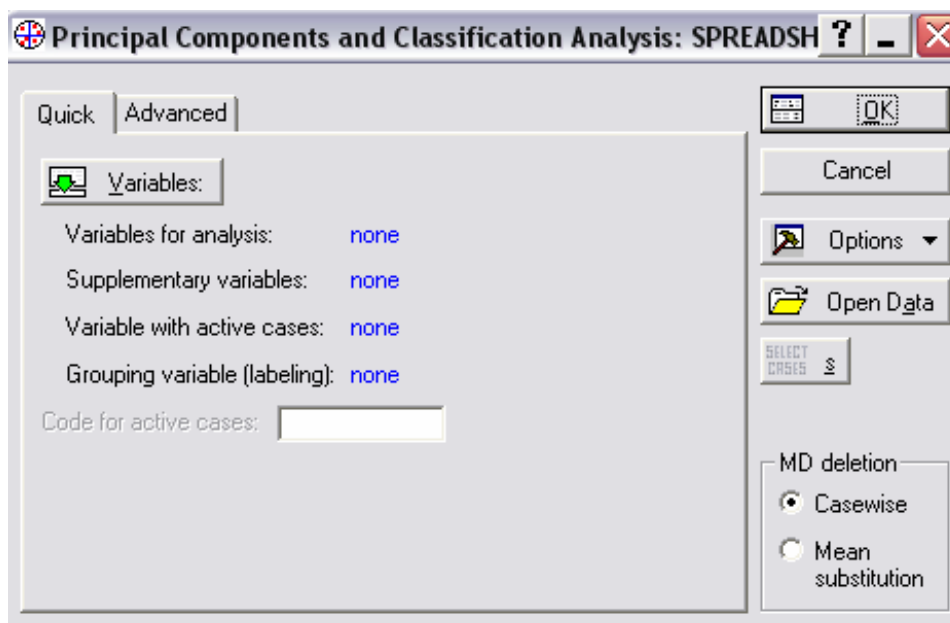 Principal Components and Classification Analysis: SPREADSH
Quick
Advanced
Variables:
Variables for analysis: none
Supplementary variables: none
Variable with active cases: none
Grouping variable (labeling): none
Code for active cases:
OK
Cancel
Options
Open Data
SELECT
CASES S
MD deletion
Casewise
Mean
substitution